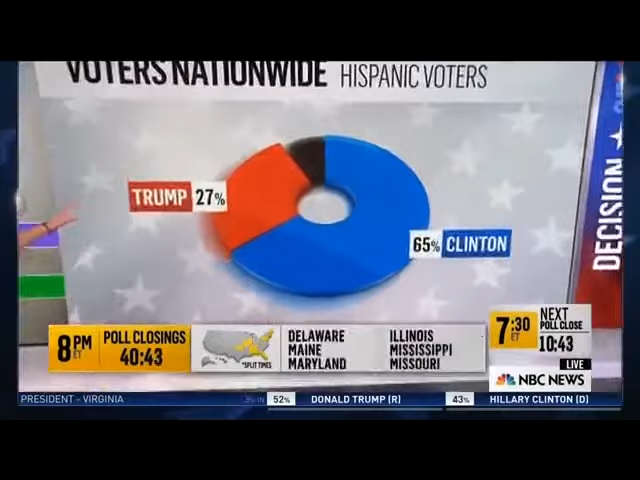 VOTERS NATIONWIDE HISPANIC VOTERS
TRUMP 27%
65% CLINTON
DECISION
8PM ET
POLL CLOSINGS
40:43
*SPLIT TIMES
DELAWARE
MAINE
MARYLAND
ILLINOIS
MISSISSIPPI
MISSOURI
7:30 ET
NEXT
POLL CLOSE
10:43
LIVE
NBC NEWS
PRESIDENT - VIRGINIA
IN 52% DONALD TRUMP (R) 43% HILLARY CLINTON (D)